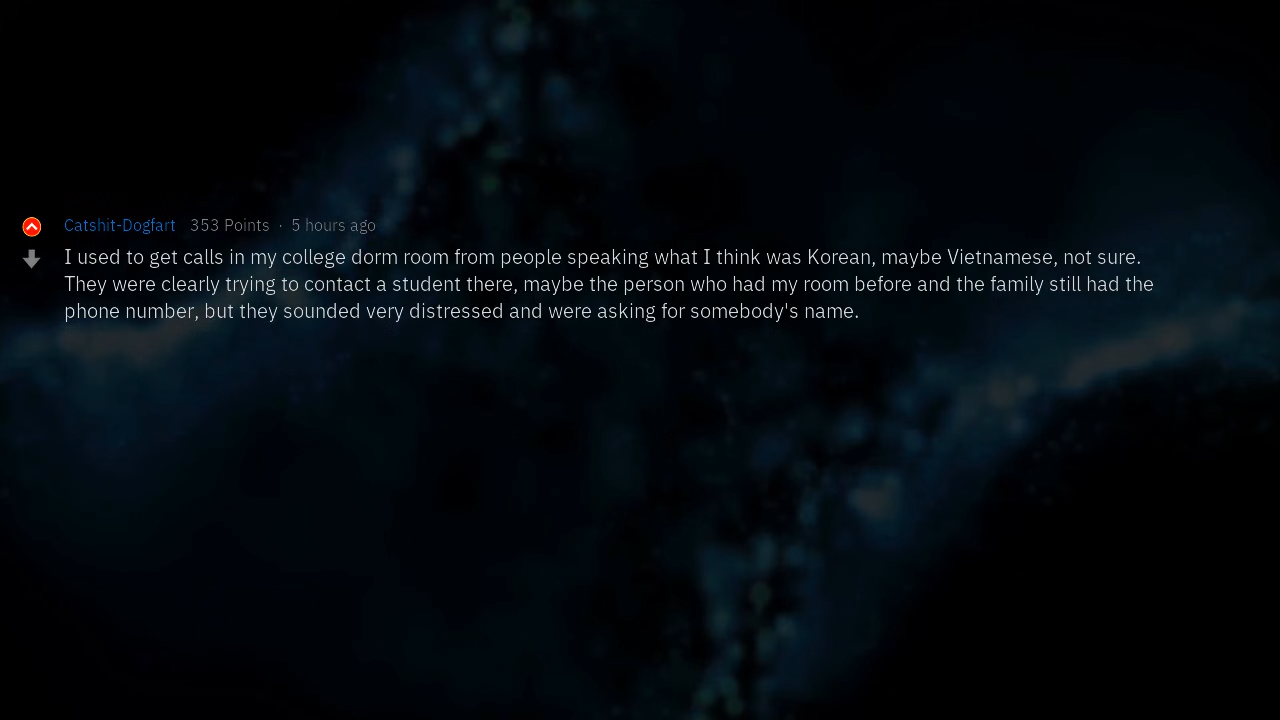 Catshit-Dogfart 353 Points · 5 hours ago
I used to get calls in my college dorm room from people speaking what I think was Korean, maybe Vietnamese, not sure.
They were clearly trying to contact a student there, maybe the person who had my room before and the family still had the
phone number, but they sounded very distressed and were asking for somebody's name.